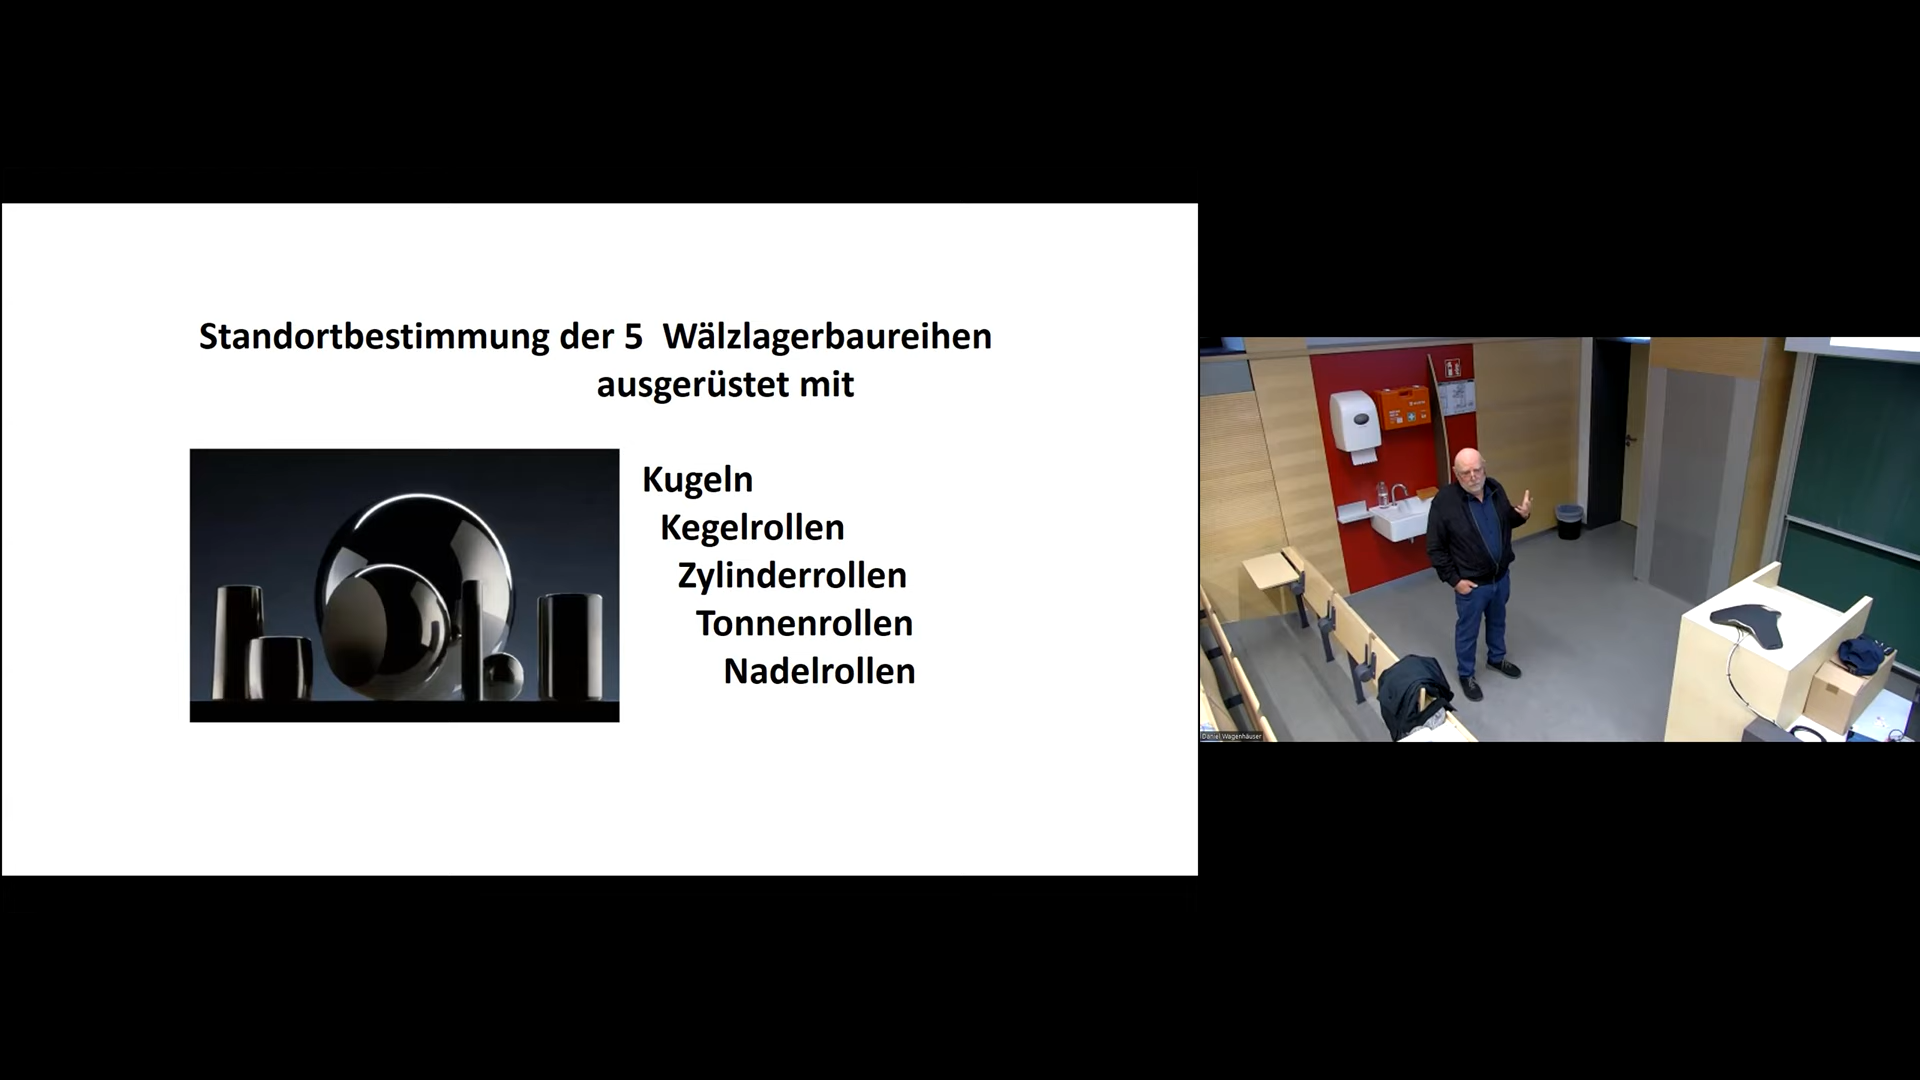 Standortbestimmung der 5 Wälzlagerbaureihen
ausgerüstet mit
Kugeln
Kegelrollen
Zylinderrollen
Tonnenrollen
Nadelrollen
Daniel Wagenhäuser